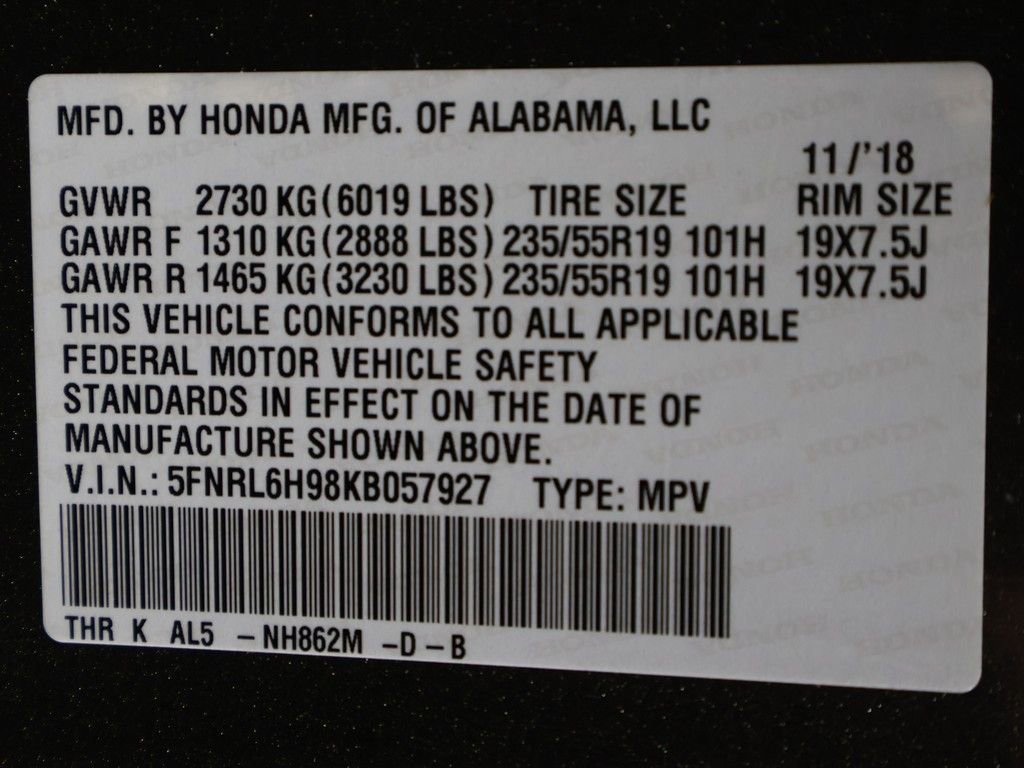 MFD. BY HONDA MFG. OF ALABAMA, LLC
11/'18
GVWR 2730 KG(6019 LBS) TIRE SIZE RIM SIZE
GAWR F 1310 KG(2888 LBS) 235/55R19 101H 19X7.5J
GAWR R 1465 KG(3230 LBS) 235/55R19 101H 19X7.5J
THIS VEHICLE CONFORMS TO ALL APPLICABLE
FEDERAL MOTOR VEHICLE SAFETY
STANDARDS IN EFFECT ON THE DATE OF
MANUFACTURE SHOWN ABOVE.
V.I.N.: 5FNRL6H98KB057927 TYPE: MPV
THR K AL5 -NH862M -D-B